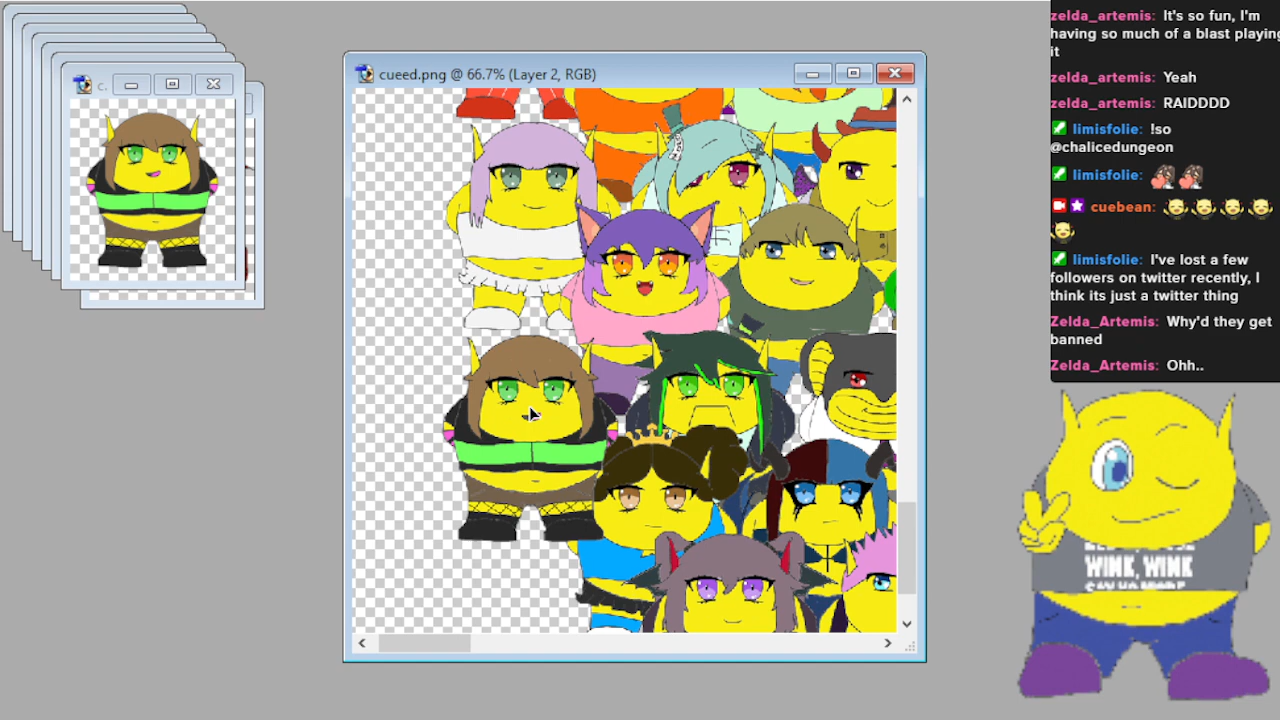 c.
cueed.png @ 66.7% (Layer 2, RGB)
zelda_artemis: It's so fun, I'm
having so much of a blast playing
it
zelda_artemis: Yeah
zelda_artemis: RAIDDDD
limisfolie: !so
@chalicedungeon
limisfolie:
cuebean:
limisfolie: I've lost a few
followers on twitter recently, I
think its just a twitter thing
Zelda_Artemis: Why'd they get
banned
Zelda_Artemis: Ohh..
WINK, WINK